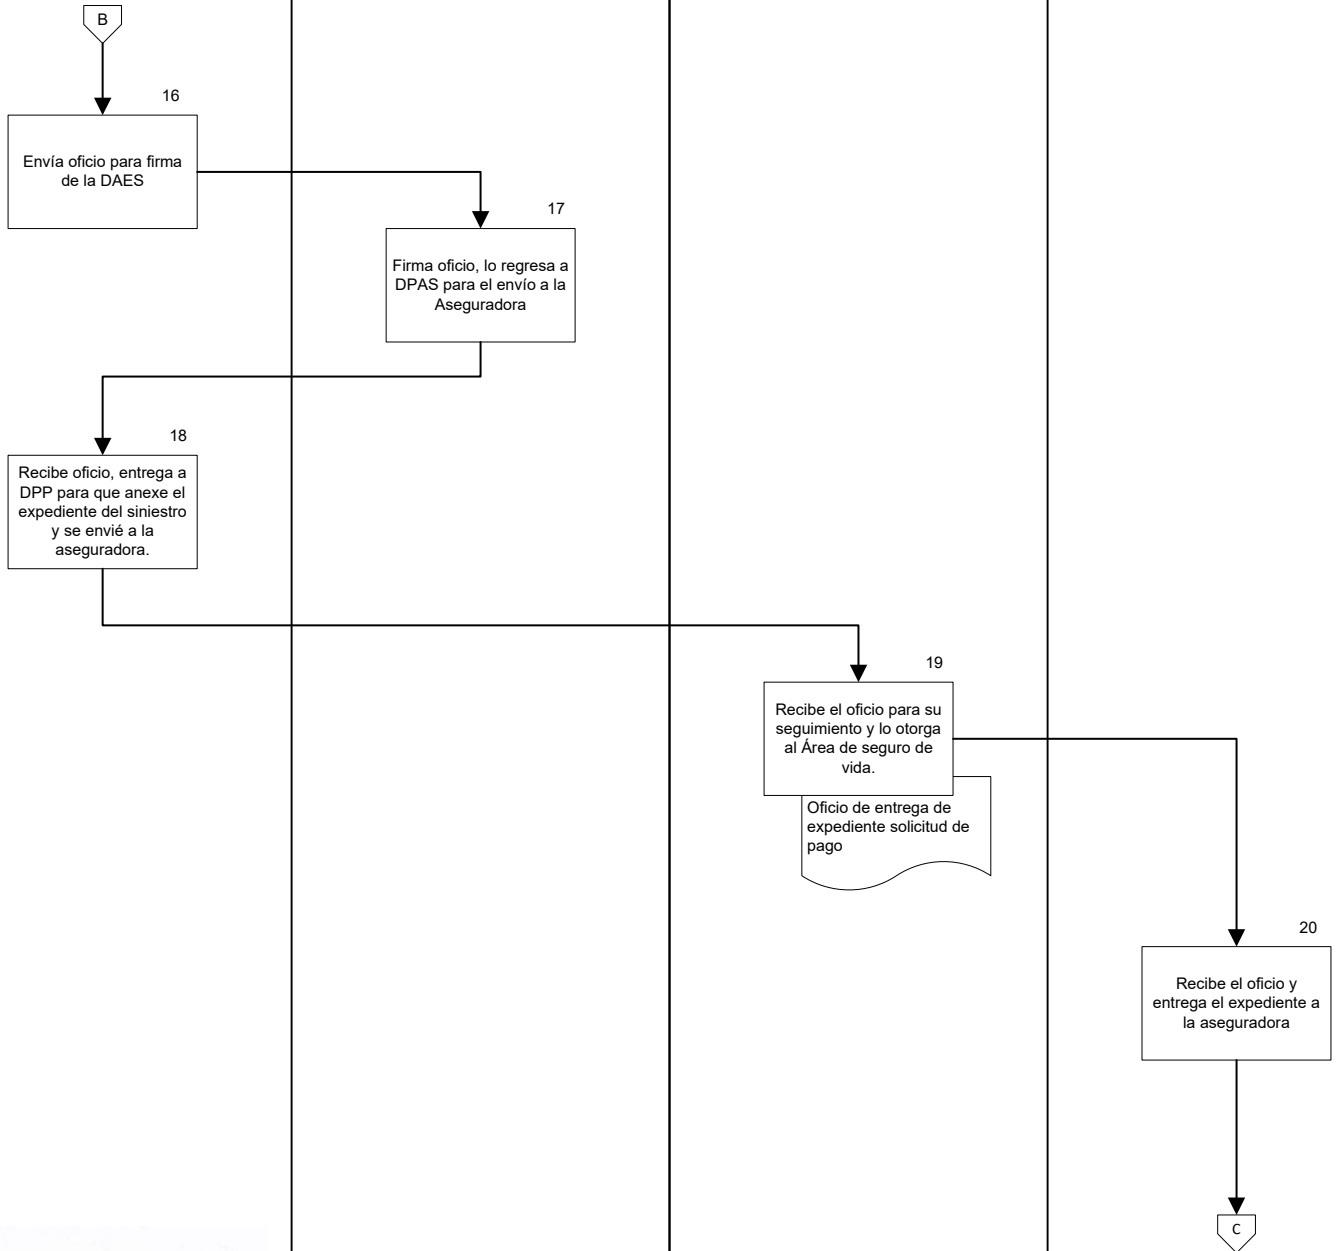 B
16
Envía oficio para firma
de la DAES
17
Firma oficio, lo regresa a
DPAS para el envío a la
Aseguradora
18
Recibe oficio, entrega a
DPP para que anexe el
expediente del siniestro
y se envié a la
aseguradora.
19
Recibe el oficio para su
seguimiento y lo otorga
al Área de seguro de
vida.
Oficio de entrega de
expediente solicitud de
pago
20
Recibe el oficio y
entrega el expediente a
la aseguradora
C